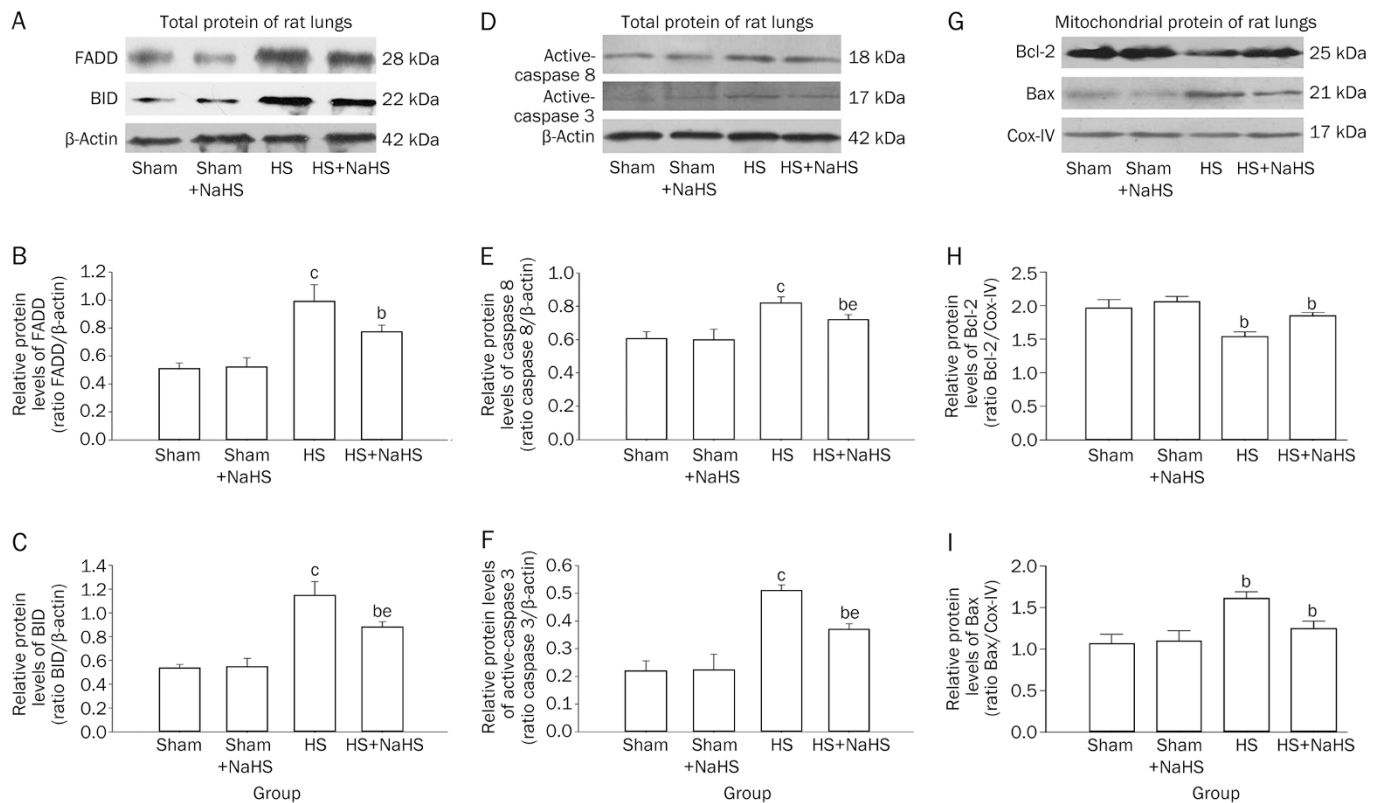 A
Total protein of rat lungs
FADD
28 kDa
BID
22 kDa
β-Actin
42 kDa
Sham
Sham
+NaHS
HS
HS+NaHS
D
Total protein of rat lungs
Active-
caspase 8
18 kDa
Active-
caspase 3
17 kDa
β-Actin
42 kDa
Sham
Sham
+NaHS
HS
HS+NaHS
G
Mitochondrial protein of rat lungs
Bcl-2
25 kDa
Bax
21 kDa
Cox-IV
17 kDa
Sham
Sham
+NaHS
HS
HS+NaHS
B
Relative protein
levels of FADD
(ratio FADD/β-actin)
1.2
1.0
0.8
0.6
0.4
0.2
0.0
c
b
Sham
Sham
+NaHS
HS
HS+NaHS
E
Relative protein
levels of caspase 8
(ratio caspase 8/β-actin)
1.0
0.8
0.6
0.4
0.2
0.0
c
be
Sham
Sham
+NaHS
HS
HS+NaHS
H
Relative protein
levels of Bcl-2
(ratio Bcl-2/Cox-IV)
2.5
2.0
1.5
1.0
0.5
0.0
b
b
Sham
Sham
+NaHS
HS
HS+NaHS
C
Relative protein
levels of BID
(ratio BID/β-actin)
1.4
1.2
1.0
0.8
0.6
0.4
0.2
0.0
c
be
Sham
Sham
+NaHS
HS
HS+NaHS
Group
F
Relative protein levels
of active-caspase 3
(ratio caspase 3/β-actin)
0.6
0.5
0.4
0.3
0.2
0.1
0.0
c
be
Sham
Sham
+NaHS
HS
HS+NaHS
Group
I
Relative protein
levels of Bax
(ratio Bax/Cox-IV)
2.0
1.5
1.0
0.5
0.0
b
b
Sham
Sham
+NaHS
HS
HS+NaHS
Group